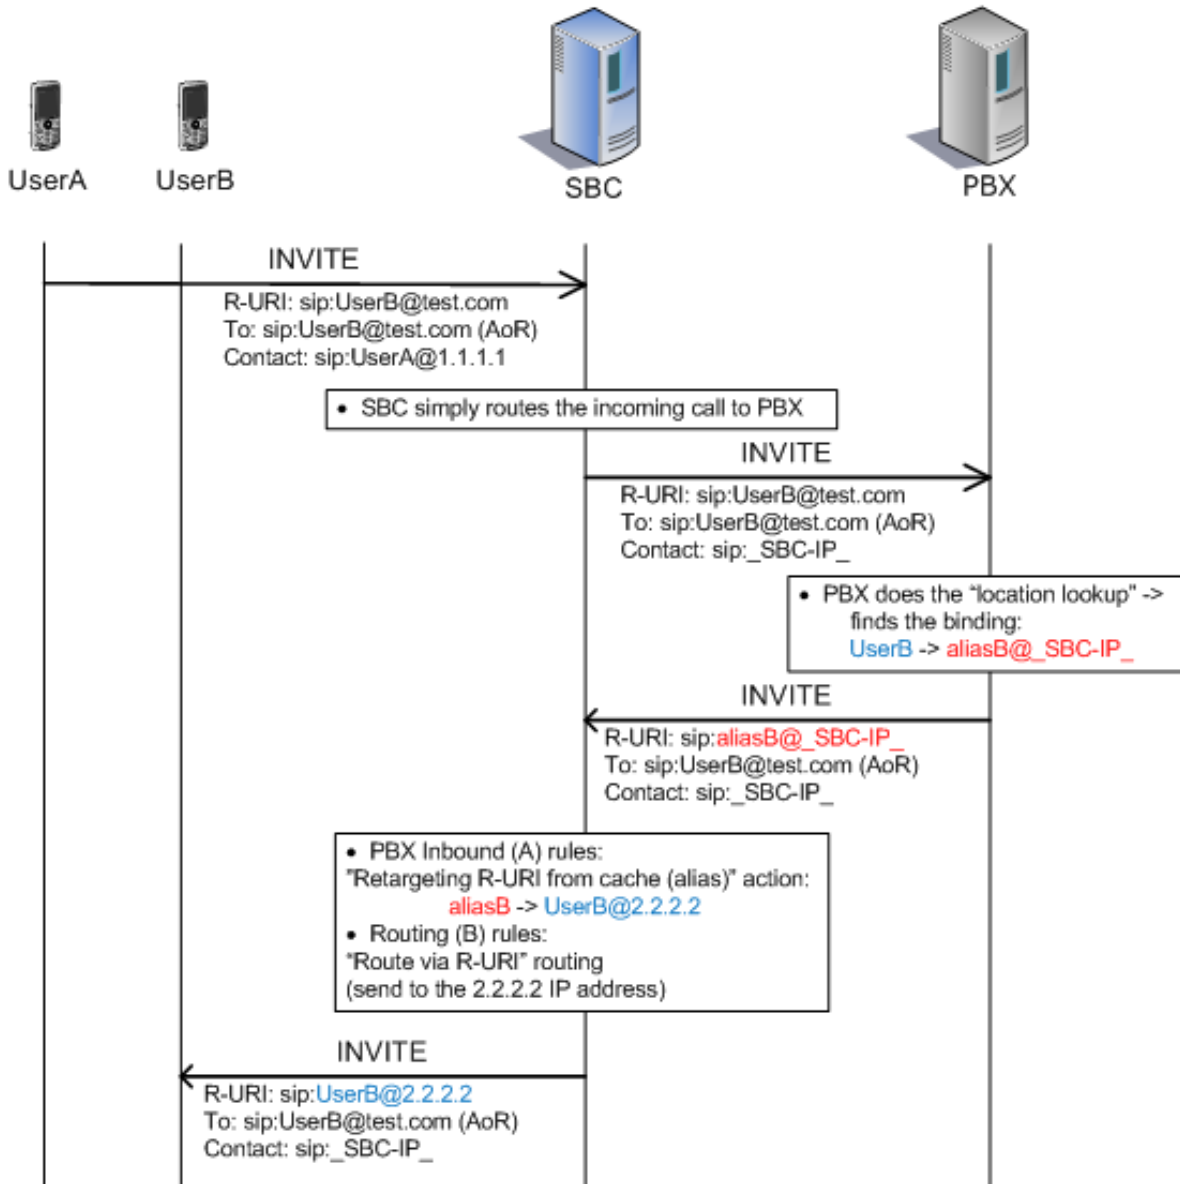 UserA
UserB
SBC
PBX
INVITE
R-URI: sip:UserB@test.com
To: sip:UserB@test.com (AoR)
Contact: sip:UserA@1.1.1.1
• SBC simply routes the incoming call to PBX
INVITE
R-URI: sip:UserB@test.com
To: sip:UserB@test.com (AoR)
Contact: sip:_SBC-IP_
• PBX does the “location lookup” ->
finds the binding:
UserB -> aliasB@_SBC-IP_
INVITE
R-URI: sip:aliasB@_SBC-IP_
To: sip:UserB@test.com (AoR)
Contact: sip:_SBC-IP_
• PBX Inbound (A) rules:
”Retargeting R-URI from cache (alias)” action:
aliasB -> UserB@2.2.2.2
• Routing (B) rules:
“Route via R-URI” routing
(send to the 2.2.2.2 IP address)
INVITE
R-URI: sip:UserB@2.2.2.2
To: sip:UserB@test.com (AoR)
Contact: sip:_SBC-IP_